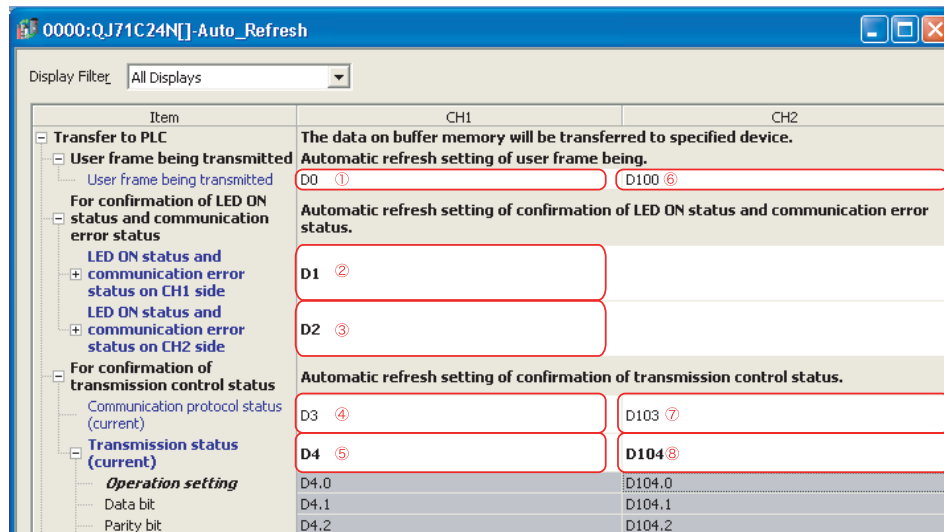 0000:QJ71C24N[]-Auto_Refresh
Display Filter All Displays
Item CH1 CH2
Transfer to PLC The data on buffer memory will be transferred to specified device.
User frame being transmitted Automatic refresh setting of user frame being.
User frame being transmitted D0 ① D100 ⑥
For confirmation of LED ON
status and communication
error status
Automatic refresh setting of confirmation of LED ON status and communication error
status.
LED ON status and
communication error
status on CH1 side
D1 ②
LED ON status and
communication error
status on CH2 side
D2 ③
For confirmation of
transmission control status
Automatic refresh setting of confirmation of transmission control status.
Communication protocol status
(current)
D3 ④ D103 ⑦
Transmission status
(current)
D4 ⑤ D104 ⑧
Operation setting D4.0 D104.0
Data bit D4.1 D104.1
Parity bit D4.2 D104.2